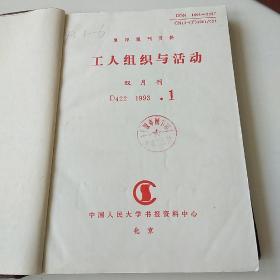 复印报刊资料
工人组织与活动
双月刊
D422 1993 .1
中国人民大学书报资料中心
北京